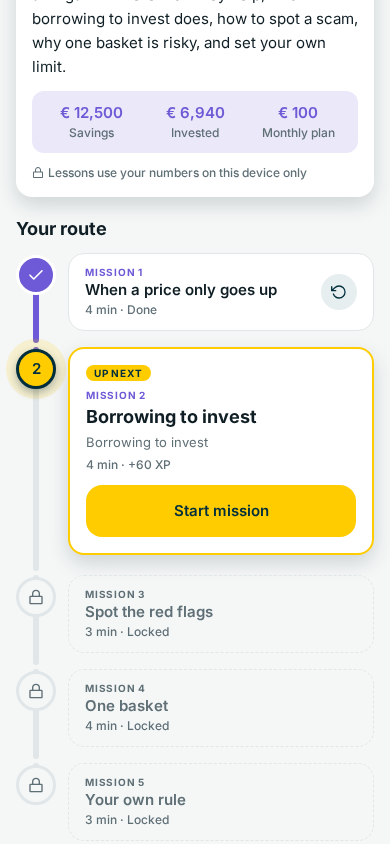 borrowing to invest does, how to spot a scam,
why one basket is risky, and set your own
limit.
€ 12,500
Savings
€ 6,940
Invested
€ 100
Monthly plan
Lessons use your numbers on this device only
Your route
MISSION 1
When a price only goes up
4 min · Done
2
UP NEXT
MISSION 2
Borrowing to invest
Borrowing to invest
4 min · +60 XP
Start mission
MISSION 3
Spot the red flags
3 min · Locked
MISSION 4
One basket
4 min · Locked
MISSION 5
Your own rule
3 min · Locked